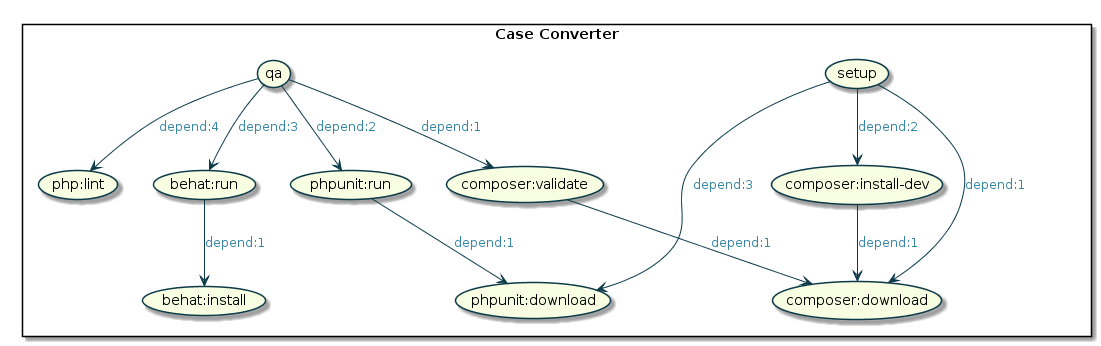 Case Converter
qa
setup
depend:4
depend:3
depend:2
depend:1
depend:2
php:lint
behat:run
phpunit:run
composer:validate
depend:3
composer:install-dev
depend:1
depend:1
depend:1
depend:1
depend:1
behat:install
phpunit:download
composer:download